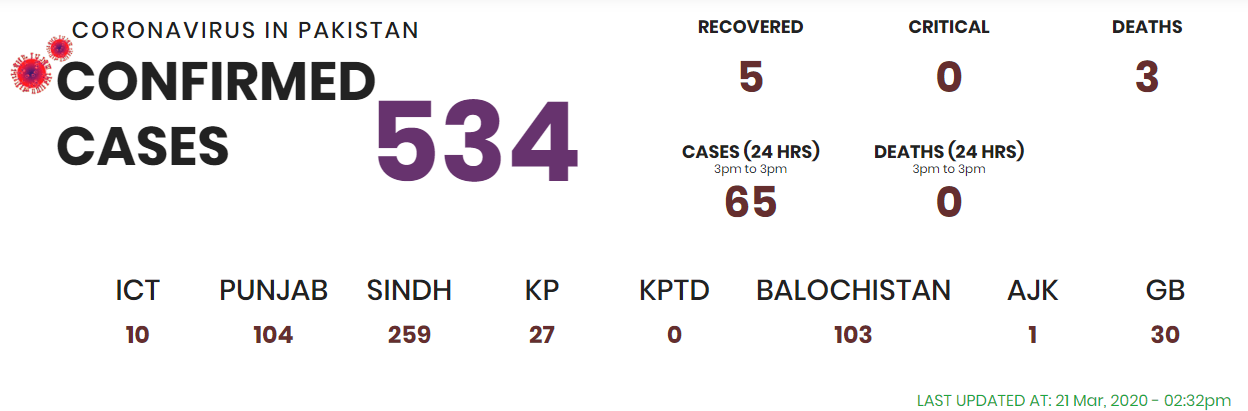 CORONAVIRUS IN PAKISTAN
CONFIRMED
CASES
534
RECOVERED CRITICAL DEATHS
5 0 3
CASES (24 HRS) DEATHS (24 HRS)
3pm to 3pm 3pm to 3pm
65 0
ICT PUNJAB SINDH KP KPTD BALOCHISTAN AJK GB
10 104 259 27 0 103 1 30
LAST UPDATED AT: 21 Mar, 2020 - 02:32pm